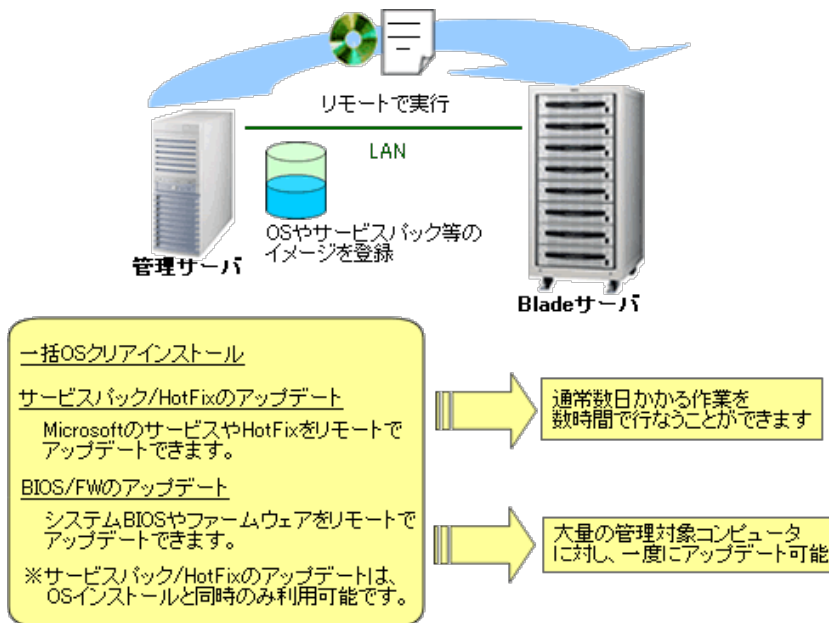 リモートで実行
LAN
OSやサービスパック等の
イメージを登録
管理サーバ
Bladeサーバ
一括OSクリアインストール
サービスパック/HotFixのアップデート
MicrosoftのサービスやHotFixをリモートで
アップデートできます。
BIOS/FWのアップデート
システムBIOSやファームウェアをリモートで
アップデートできます。
※サービスパック/HotFixのアップデートは、
OSインストールと同時のみ利用可能です。
通常数日かかる作業を
数時間で行なうことができます
大量の管理対象コンピュータ
に対し、一度にアップデート可能